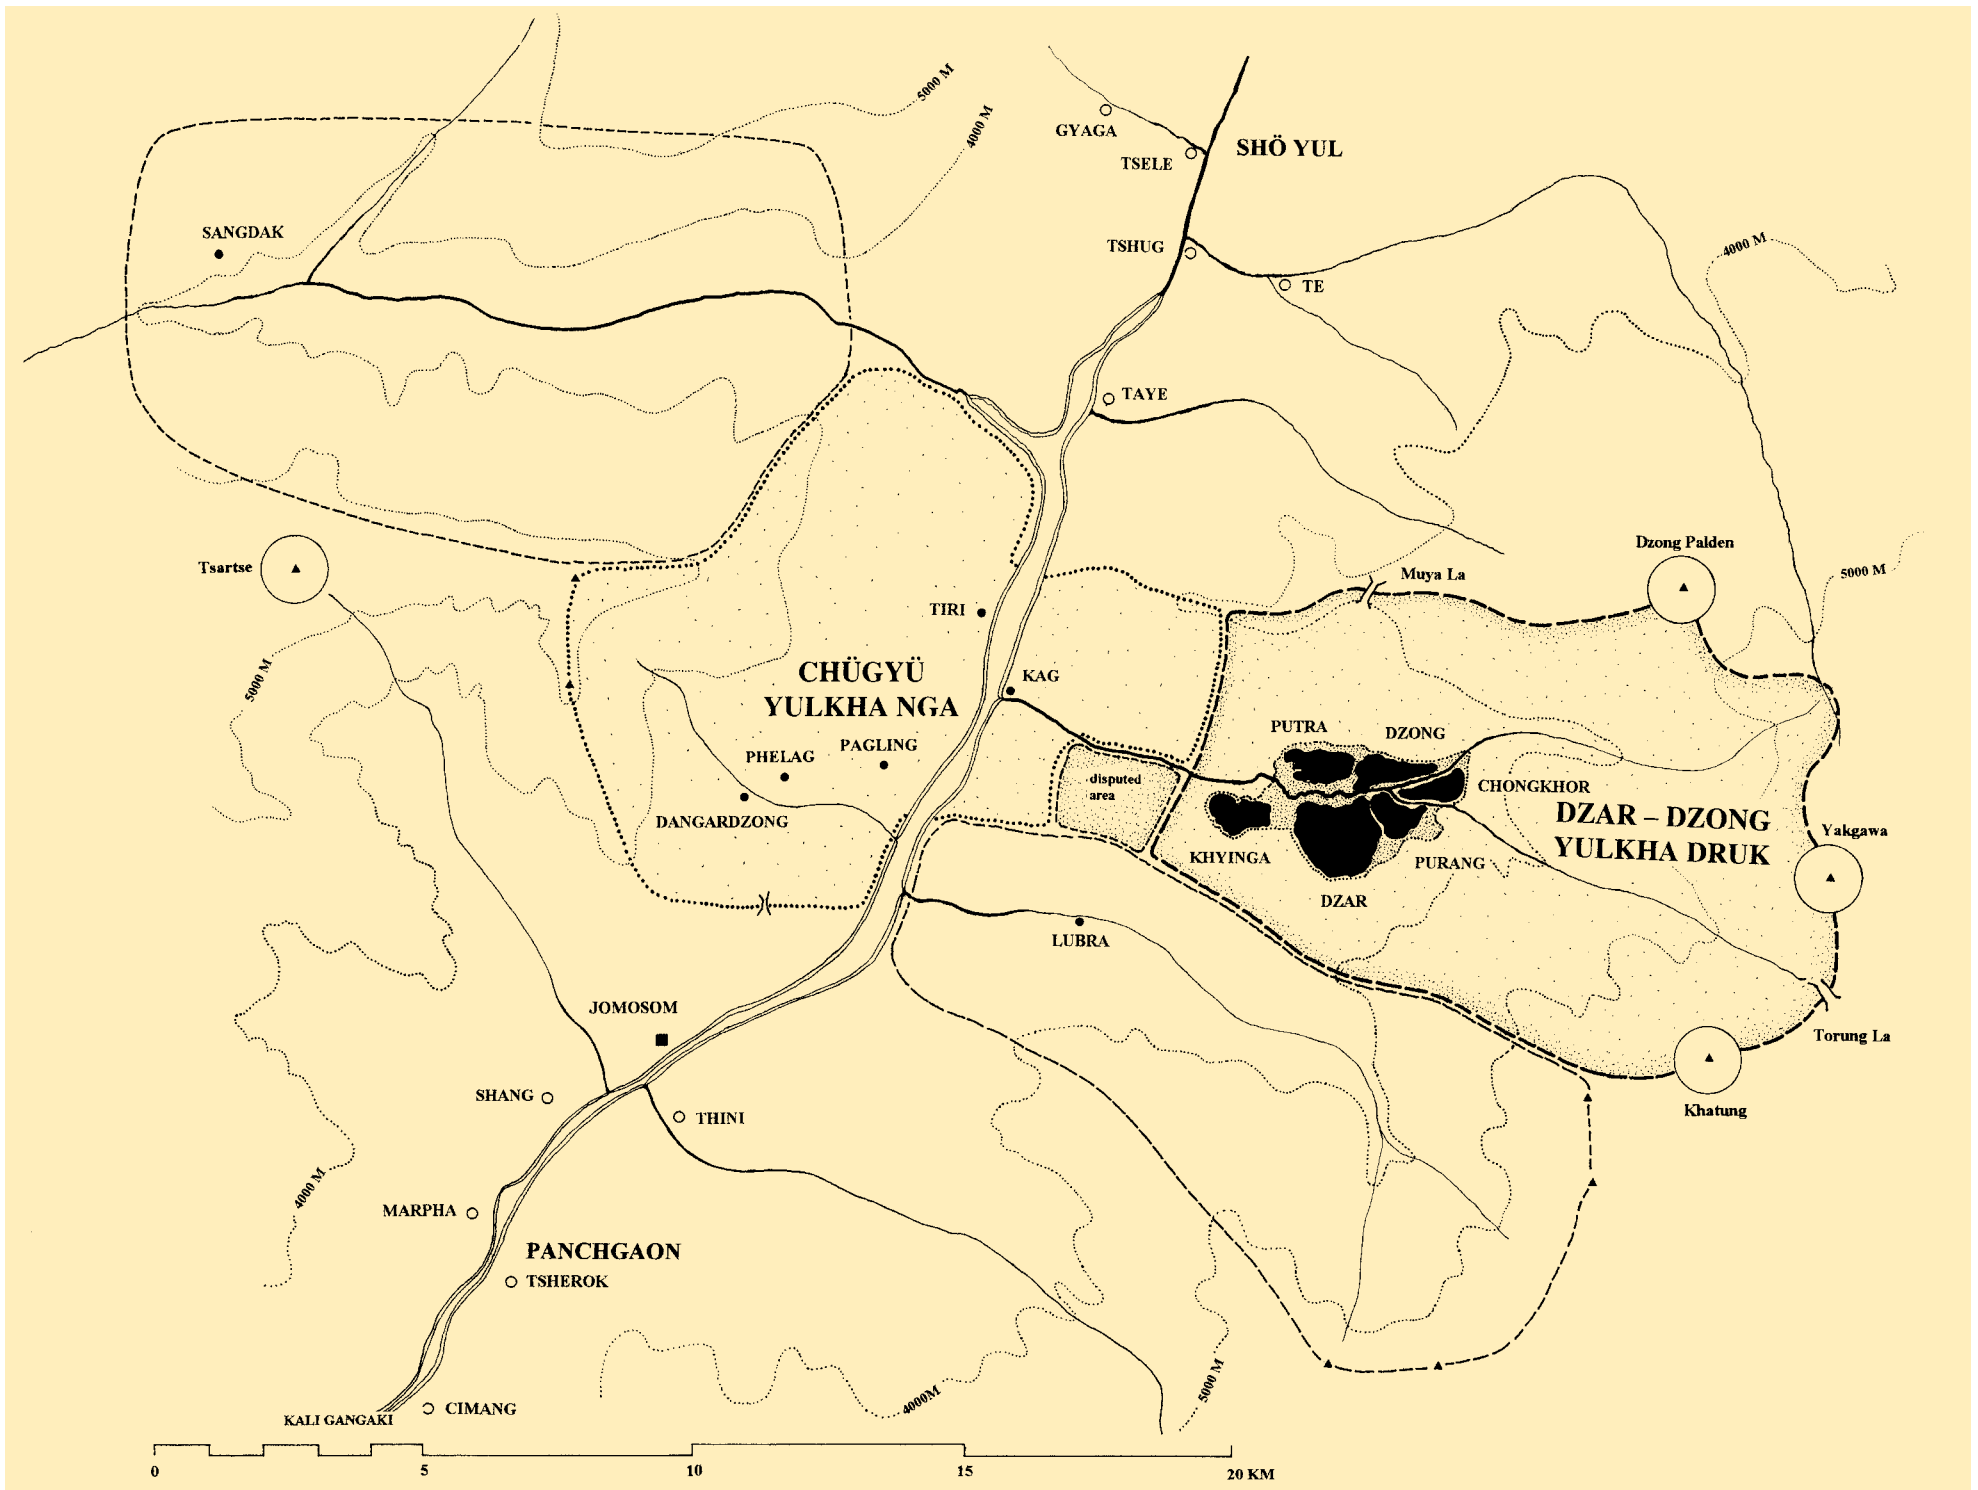 5000 M
4000 M
GYAGA
TSELE
SHÖ YUL
SANGDAK
TSHUG
4000 M
TE
TAYE
Tsartse
Dzong Palden
Muya La
5000 M
TIRI
5000 M
CHÜGYÜ
YULKHA NGA
KAG
PHELAG
PAGLING
DANGARDZONG
disputed
area
PUTRA
DZONG
CHONGKHOR
DZAR – DZONG
YULKHA DRUK
KHYINGA
PURANG
DZAR
Yakgawa
LUBRA
JOMOSOM
Torung La
SHANG
THINI
Khatung
4000 M
MARPHA
PANCHGAON
TSHEROK
5000 M
4000M
KALI GANGAKI
CIMANG
0 5 10 15 20 KM